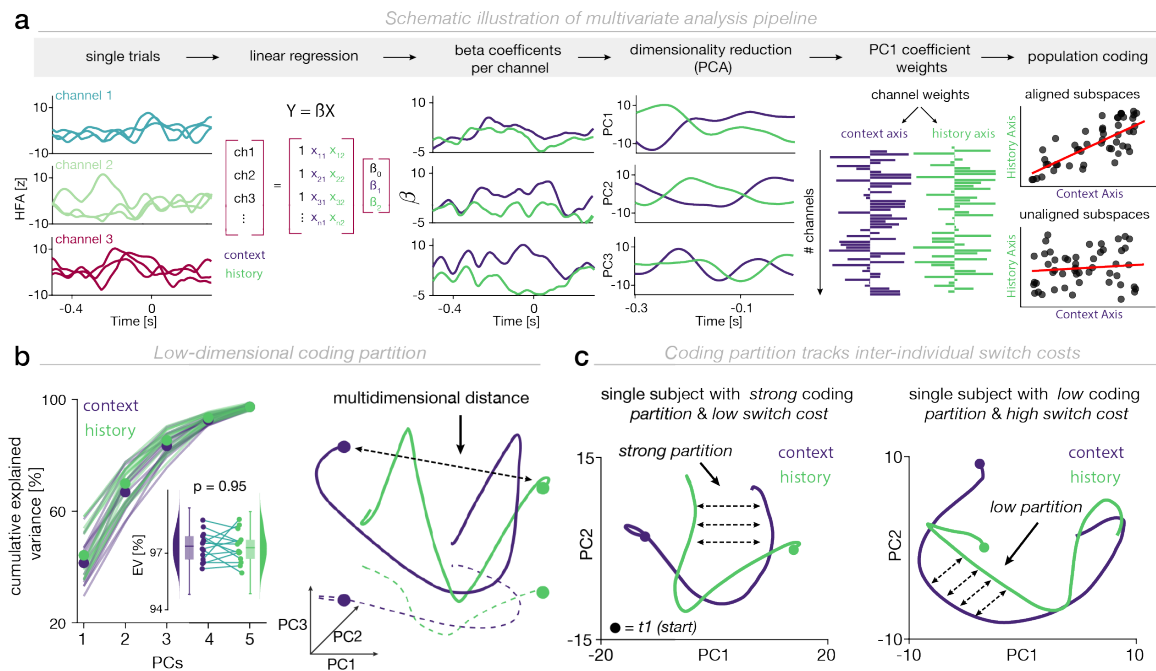 a
Schematic illustration of multivariate analysis pipeline
single trials
linear regression
beta coefficents
per channel
dimensionality reduction
(PCA)
PC1 coefficient
weights
population coding
channel 1
10
-10
channel 2
10
-10
HFA [z]
channel 3
10
-10
-0.4
0
Time [s]
Y = ßX
ch1
ch2
ch3
⋮
=
1 x11 x12
1 x21 x22
1 x31 x32
⋮ xn1 xn2
ß0
ß1
ß2
context
history
10
-5
10
-5
β
10
-5
-0.4
0
Time [s]
PC1
10
-10
PC2
10
-10
PC3
10
-10
-0.3
-0.1
Time [s]
channel weights
context axis
history axis
# channels
aligned subspaces
History Axis
Context Axis
unaligned subspaces
History Axis
Context Axis
b
Low-dimensional coding partition
100
60
20
cumulative explained
variance [%]
context
history
p = 0.95
EV [%]
97
94
1 2 3 4 5
PCs
multidimensional distance
PC3
PC2
PC1
c
Coding partition tracks inter-individual switch costs
single subject with strong coding
partition & low switch cost
strong partition
context
history
15
PC2
-15
● = t1 (start)
-20
PC1
20
single subject with low coding
partition & high switch cost
context
history
low partition
10
PC2
-10
-10
PC1
10